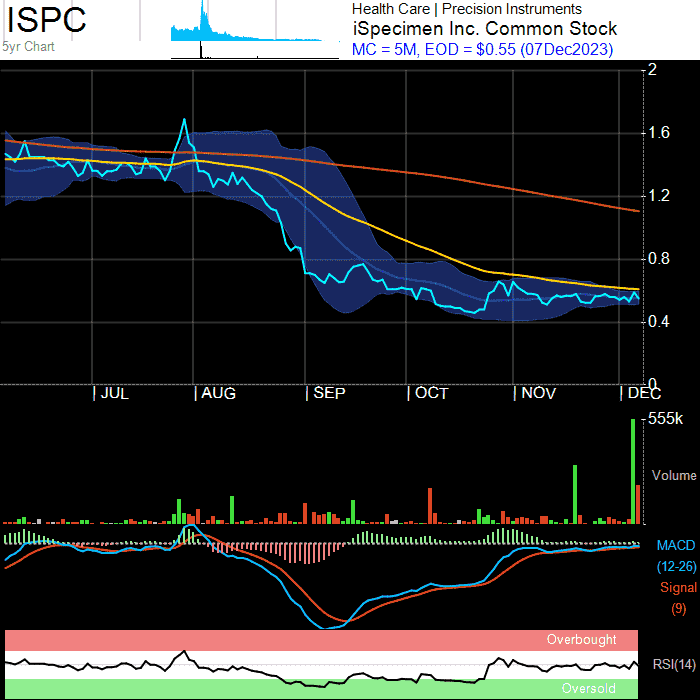 ISPC
5yr Chart
Health Care | Precision Instruments
iSpecimen Inc. Common Stock
MC = 5M, EOD = $0.55 (07Dec2023)
2
1.6
1.2
0.8
0.4
0
JUL AUG SEP OCT NOV DEC
555k
Volume
MACD
(12-26)
Signal
(9)
Overbought
RSI(14)
Oversold